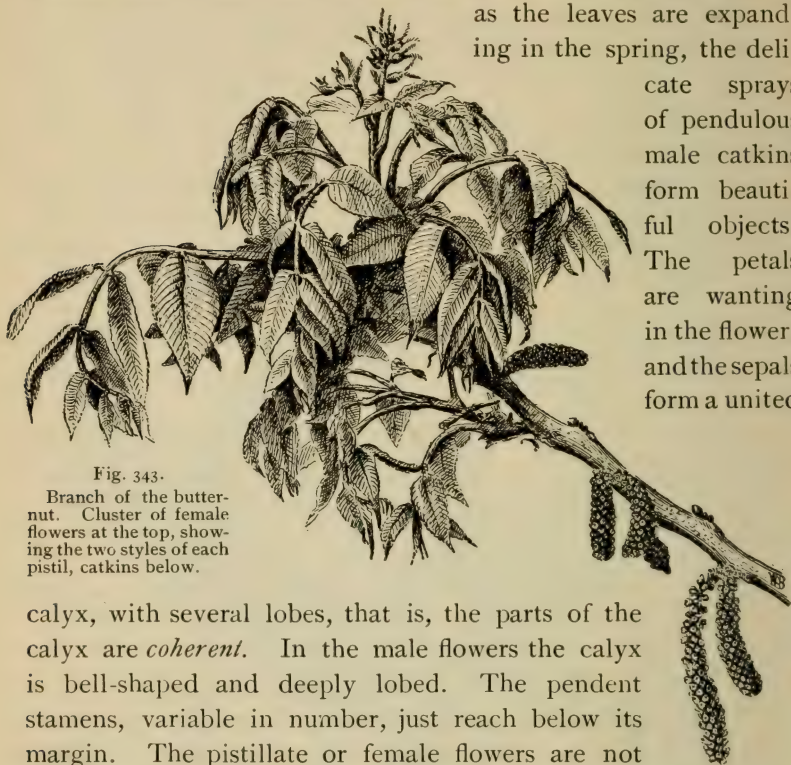 as the leaves are expand
ing in the spring, the deli
cate sprays
of pendulou
male catkins
form beauti
ful objects
The petals
are wanting
in the flower
and the sepals
form a united
Fig. 343.
Branch of the butter-
nut. Cluster of female
flowers at the top, show-
ing the two styles of each
pistil, catkins below.
calyx, with several lobes, that is, the parts of the
calyx are coherent. In the male flowers the calyx
is bell-shaped and deeply lobed. The pendent
stamens, variable in number, just reach below its
margin. The pistillate or female flowers are not